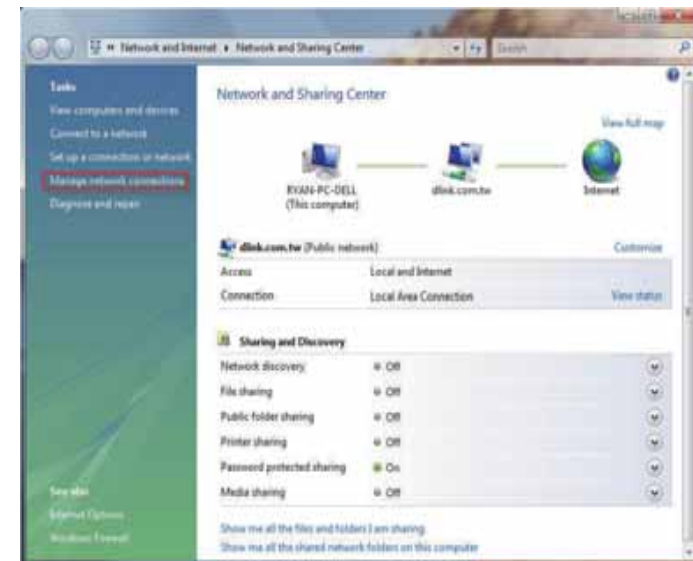 Network and Internet ▸ Network and Sharing Center
Search
Tasks
View computers and devices
Connect to a network
Set up a connection or network
Manage network connections
Diagnose and repair
See also
Internet Options
Windows Firewall
Network and Sharing Center
View full map
RYAN-PC-DELL
(This computer)
dlink.com.tw
Internet
dlink.com.tw (Public network)
Customize
Access Local and Internet
Connection Local Area Connection View status
Sharing and Discovery
Network discovery Off
File sharing Off
Public folder sharing Off
Printer sharing Off
Password protected sharing On
Media sharing Off
Show me all the files and folders I am sharing
Show me all the shared network folders on this computer